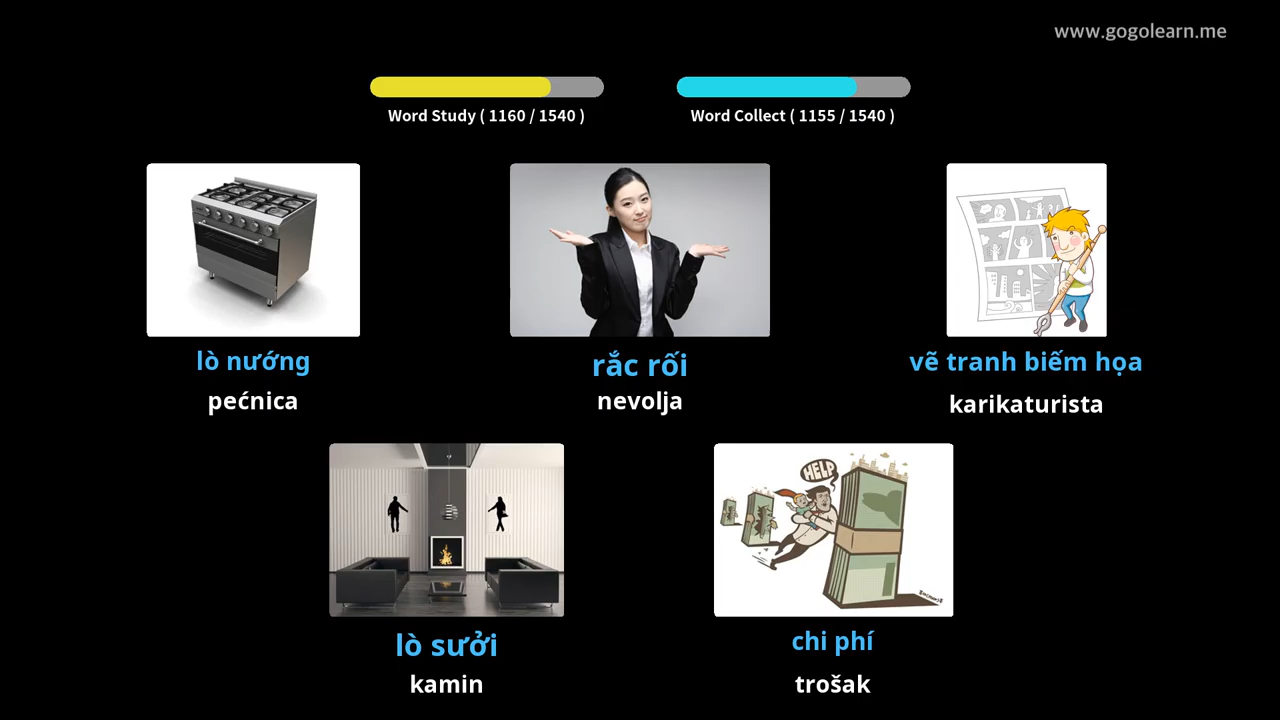 www.gogolearn.me
Word Study ( 1160 / 1540 )
Word Collect ( 1155 / 1540 )
lò nướng
pećnica
rắc rối
nevolja
vẽ tranh biếm họa
karikaturista
HELP
lò sưởi
kamin
chi phí
trošak